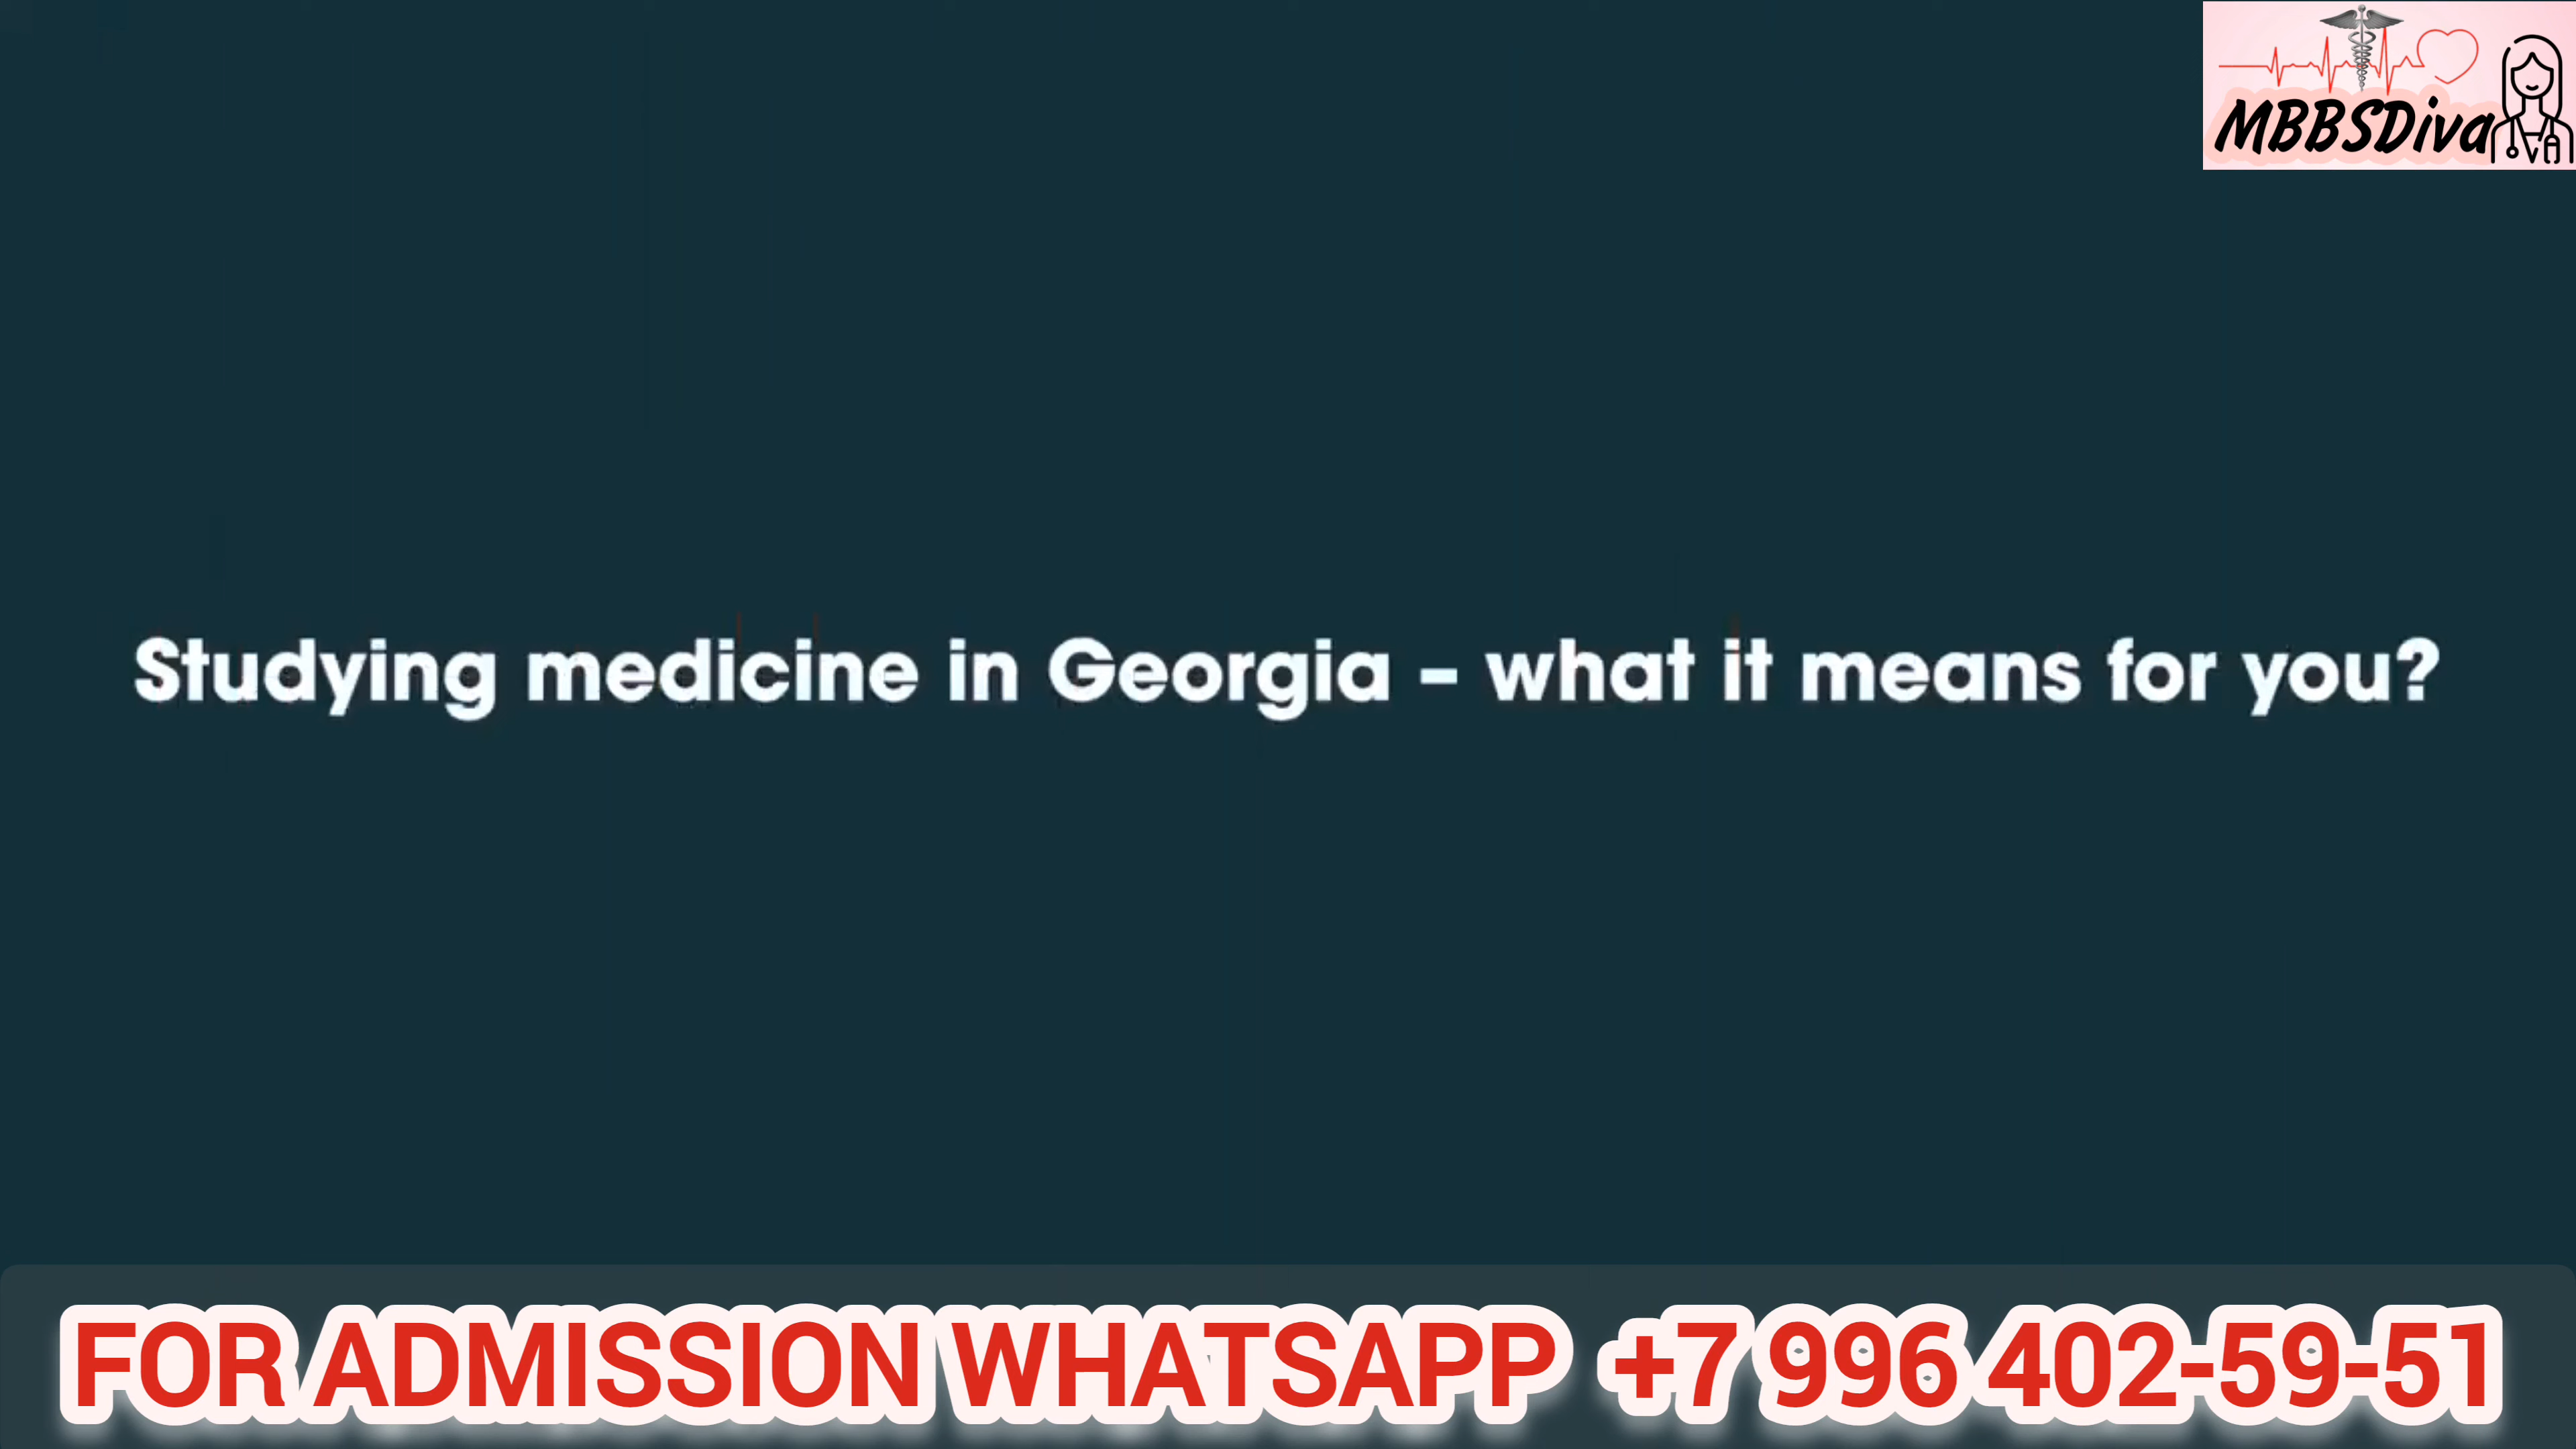 MBBSDiva
Studying medicine in Georgia – what it means for you?
FOR ADMISSION WHATSAPP +7 996 402-59-51